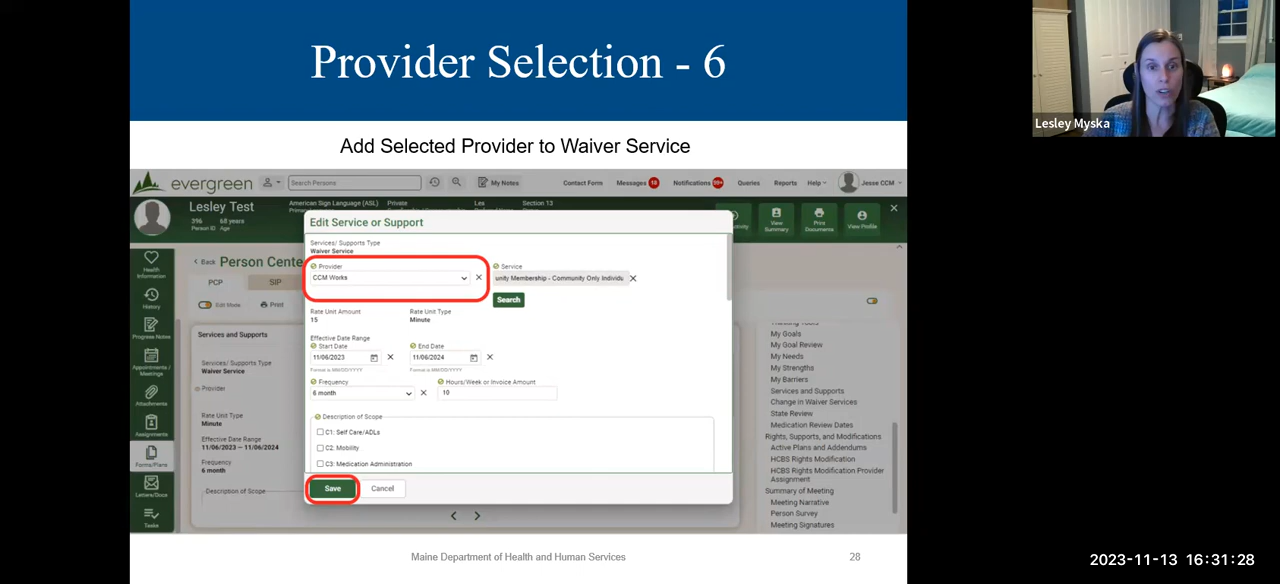 Provider Selection - 6
Lesley Myska
Add Selected Provider to Waiver Service
evergreen
Search Persons
My Notes
Contact Form
Messages 18
Notifications 99+
Queries
Reports
Help
Jesse CCM
Lesley Test
396
Person ID
68 years
Age
American Sign Language (ASL)
Private
Les
Section 13
View Summary
Print Documents
View Profile
Back
Person Cente
PCP
SIP
Edit Mode
Print
Health Information
History
Progress Notes
Appointments / Meetings
Attachments
Assignments
Forms/Plans
Letters/Docs
Tasks
Services and Supports
Services/ Supports Type
Waiver Service
Provider
Rate Unit Type
Minute
Effective Date Range
11/06/2023 — 11/06/2024
Frequency
6 month
Description of Scope
Edit Service or Support
Services/ Supports Type
Waiver Service
Provider
CCM Works
Service
unity Membership - Community Only Individu
Search
Rate Unit Amount
15
Rate Unit Type
Minute
Effective Date Range
Start Date
11/06/2023
Format is MM/DD/YYYY
End Date
11/06/2024
Format is MM/DD/YYYY
Frequency
6 month
Hours/Week or Invoice Amount
10
Description of Scope
C1: Self Care/ADLs
C2: Mobility
C3: Medication Administration
Save
Cancel
My Goals
My Goal Review
My Needs
My Strengths
My Barriers
Services and Supports
Change in Waiver Services
State Review
Medication Review Dates
Rights, Supports, and Modifications
Active Plans and Addendums
HCBS Rights Modification
HCBS Rights Modification Provider
Assignment
Summary of Meeting
Meeting Narrative
Person Survey
Meeting Signatures
Maine Department of Health and Human Services
28
2023-11-13 16:31:28